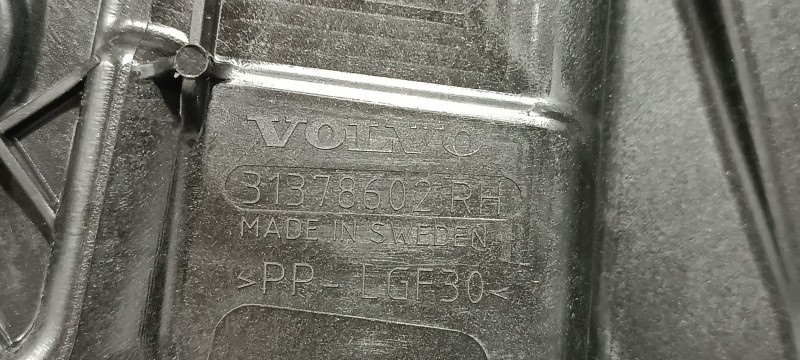 VOLVO
31378602 RH
MADE IN SWEDEN
>PP-LGF30<